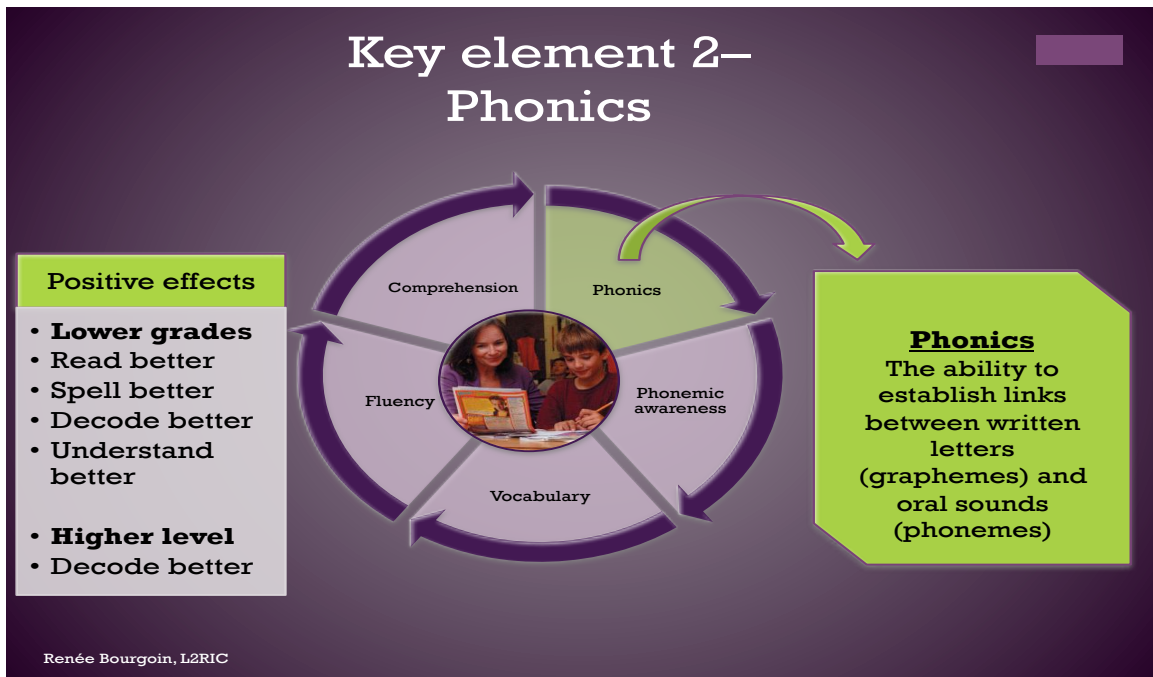 Key element 2–
Phonics
Positive effects
• Lower grades
• Read better
• Spell better
• Decode better
• Understand
better
• Higher level
• Decode better
Comprehension
Phonics
Phonemic
awareness
Vocabulary
Fluency
Phonics
The ability to
establish links
between written
letters
(graphemes) and
oral sounds
(phonemes)
Renée Bourgoin, L2RIC